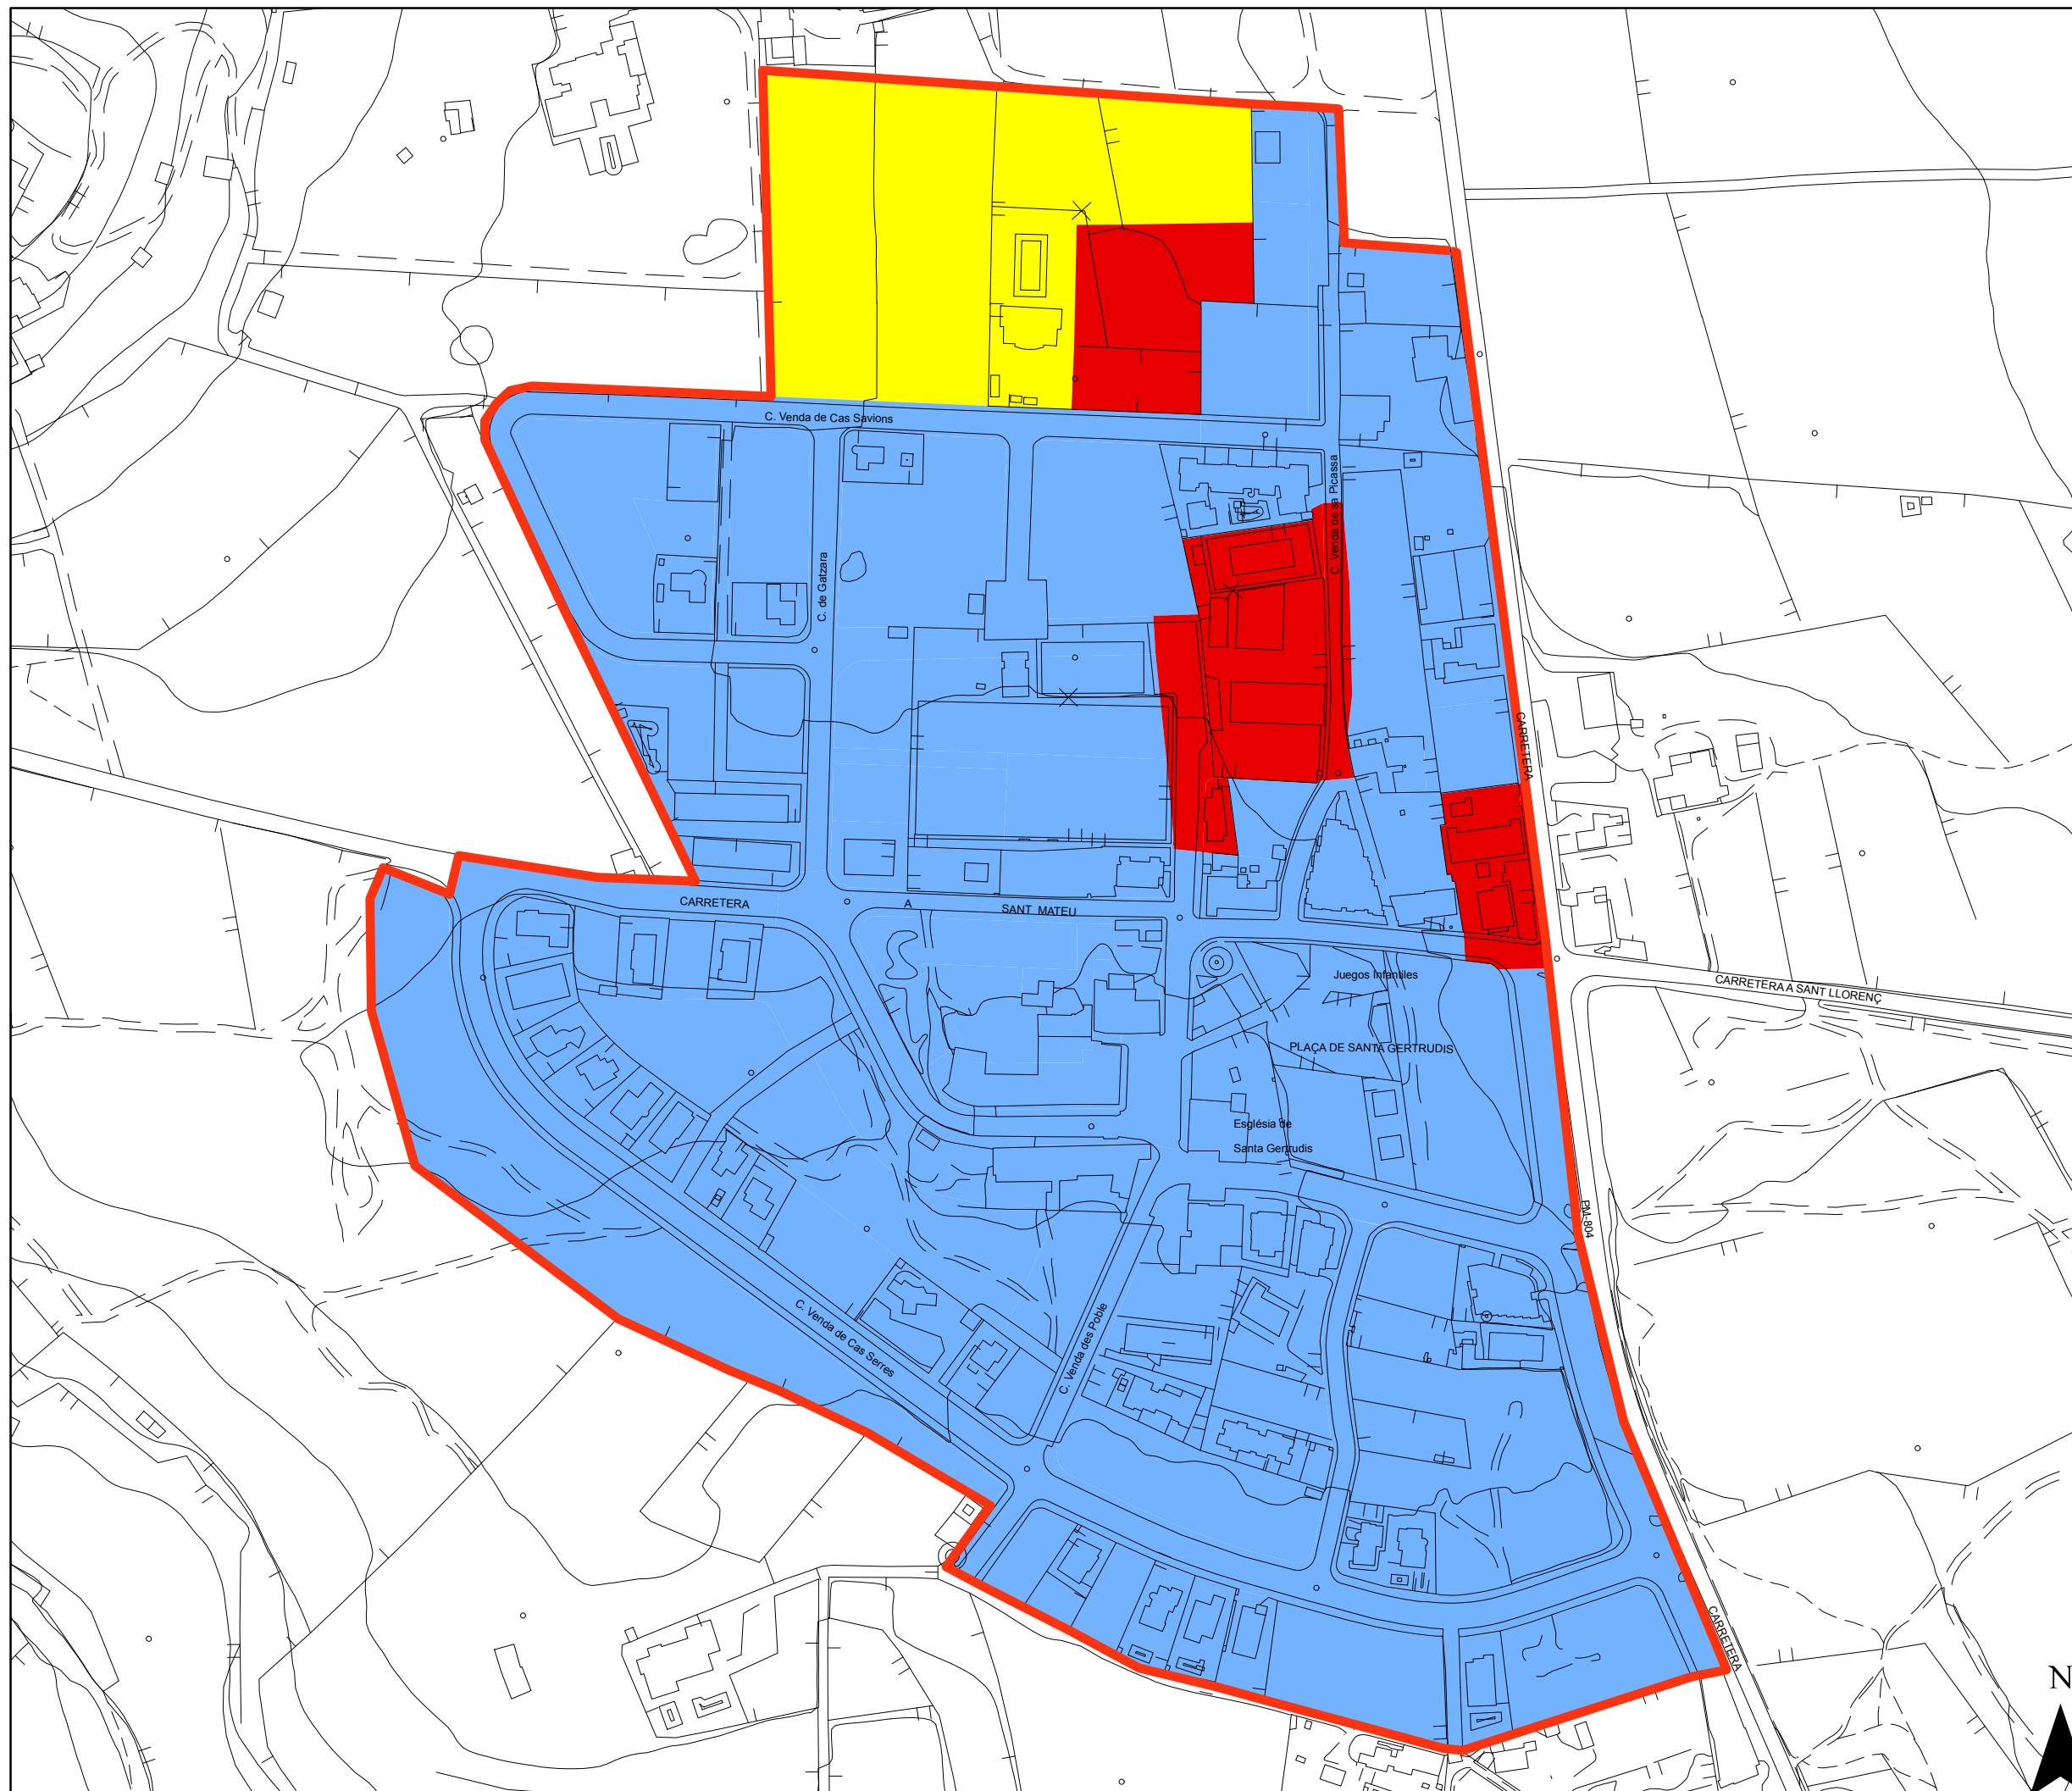 C. Venda de Cas Savions
C. Venda de sa Picassa
C. de Gatzara
CARRETERA
CARRETERA
A
SANT MATEU
Juegos Infantiles
CARRETERA A SANT LLORENÇ
PLAÇA DE SANTA GERTRUDIS
Església de
Santa Gertrudis
PM-804
C. Venda de Cas Serres
C. Venda des Poble
CARRETERA
N